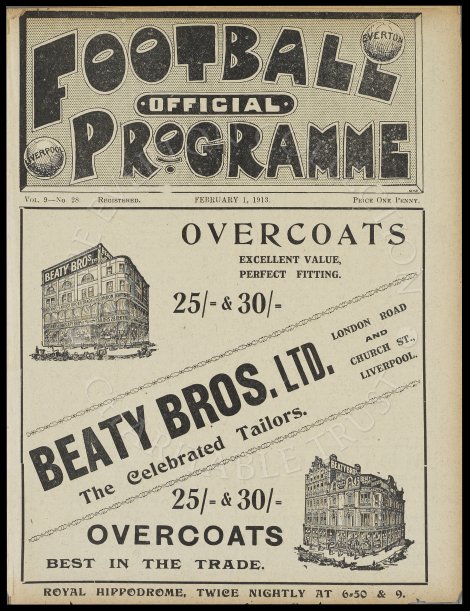 FOOTBALL
EVERTON
OFFICIAL
LIVERPOOL
PROGRAMME
VOL. 9—NO. 28. REGISTERED. FEBRUARY 1, 1913. PRICE ONE PENNY.
OVERCOATS
EXCELLENT VALUE,
PERFECT FITTING.
BEATY BROS.
25/= & 30/=
LONDON ROAD
AND
CHURCH ST.,
LIVERPOOL.
BEATY BROS. LTD.
The Celebrated Tailors.
25/= & 30/=
OVERCOATS
BEST IN THE TRADE.
ROYAL HIPPODROME, TWICE NIGHTLY AT 6-50 & 9.